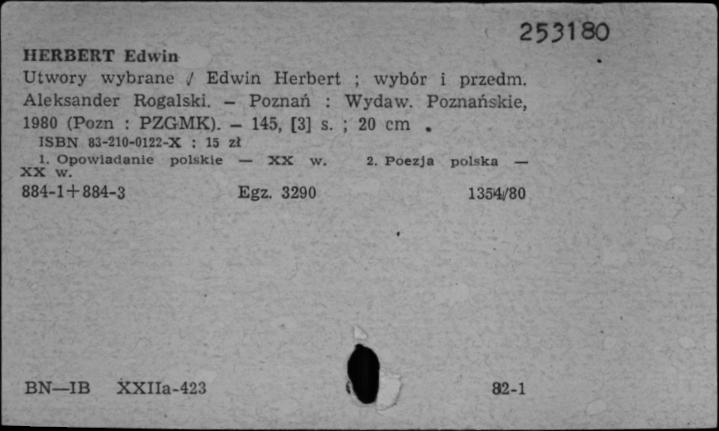 253180
HERBERT Edwin
Utwory wybrane / Edwin Herbert ; wybór i przedm.
Aleksander Rogalski. — Poznań : Wydaw. Poznańskie,
1980 (Pozn : PZGMK). — 145, [3] s. ; 20 cm .
ISBN 83-210-0122-X : 15 zł
1. Opowiadanie polskie — XX w. 2. Poezja polska —
XX w.
884-1+884-3 Egz. 3290 1354/80
BN—IB XXIIa-423 82-1